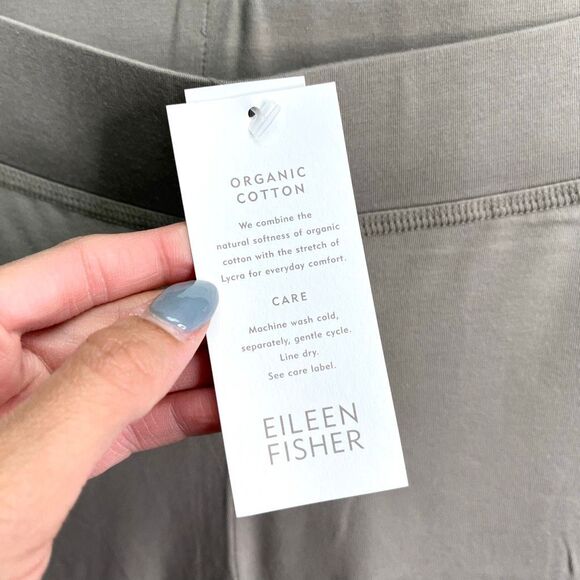 ORGANIC
COTTON
We combine the
natural softness of organic
cotton with the stretch of
Lycra for everyday comfort.
CARE
Machine wash cold,
separately, gentle cycle.
Line dry.
See care label.
EILEEN
FISHER